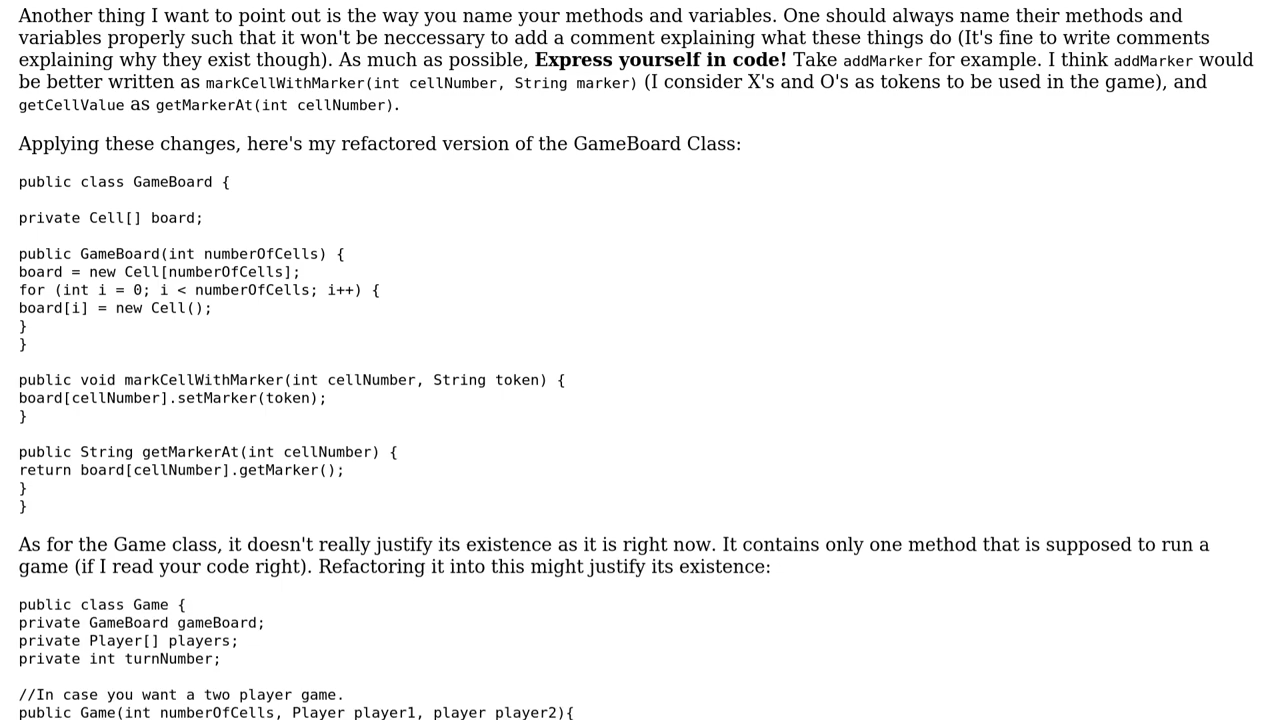 Another thing I want to point out is the way you name your methods and variables. One should always name their methods and
variables properly such that it won't be neccessary to add a comment explaining what these things do (It's fine to write comments
explaining why they exist though). As much as possible, Express yourself in code! Take addMarker for example. I think addMarker would
be better written as markCellWithMarker(int cellNumber, String marker) (I consider X's and O's as tokens to be used in the game), and
getCellValue as getMarkerAt(int cellNumber).
Applying these changes, here's my refactored version of the GameBoard Class:
public class GameBoard {
private Cell[] board;
public GameBoard(int numberOfCells) {
board = new Cell[numberOfCells];
for (int i = 0; i < numberOfCells; i++) {
board[i] = new Cell();
}
}
public void markCellWithMarker(int cellNumber, String token) {
board[cellNumber].setMarker(token);
}
public String getMarkerAt(int cellNumber) {
return board[cellNumber].getMarker();
}
}
As for the Game class, it doesn't really justify its existence as it is right now. It contains only one method that is supposed to run a
game (if I read your code right). Refactoring it into this might justify its existence:
public class Game {
private GameBoard gameBoard;
private Player[] players;
private int turnNumber;
//In case you want a two player game.
public Game(int numberOfCells, Player player1, player player2){